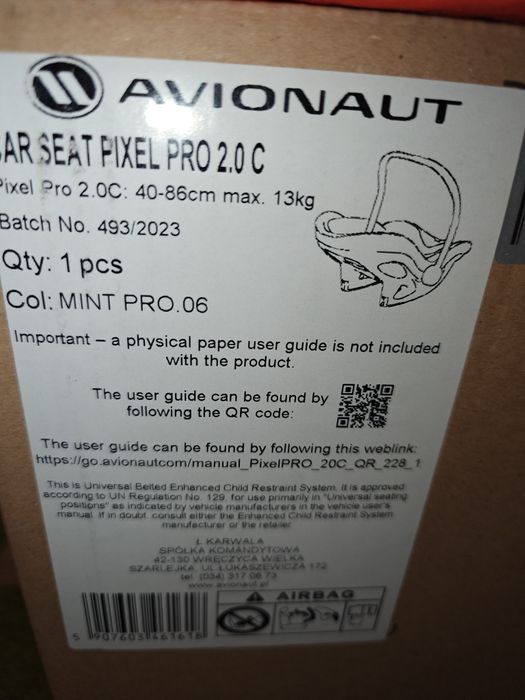 AVIONAUT
AR SEAT PIXEL PRO 2.0 C
Pixel Pro 2.0C: 40-86cm max. 13kg
Batch No. 493/2023
Qty: 1 pcs
Col: MINT PRO.06
Important – a physical paper user guide is not included
with the product.
The user guide can be found by
following the QR code:
The user guide can be found by following this weblink:
https://go.avionautcom/manual_PixelPRO_20C_QR_228_1
This is Universal Belted Enhanced Child Restraint System. It is approved
according to UN Regulation No. 129, for use primarily in "Universal seating
positions" as indicated by vehicle manufacturers in the vehicle user's
manual. If in doubt, consult either the Enhanced Child Restraint System
manufacturer or the retailer
Ł. KARWALA
SPÓŁKA KOMANDYTOWA
42-130 WRĘCZYCA WIELKA
SZARLEJKA, UL. ŁUKASZEWICZA 172
tel. (034) 317 06 73
www.avionaut.pl
AIRBAG
5 907603 461618